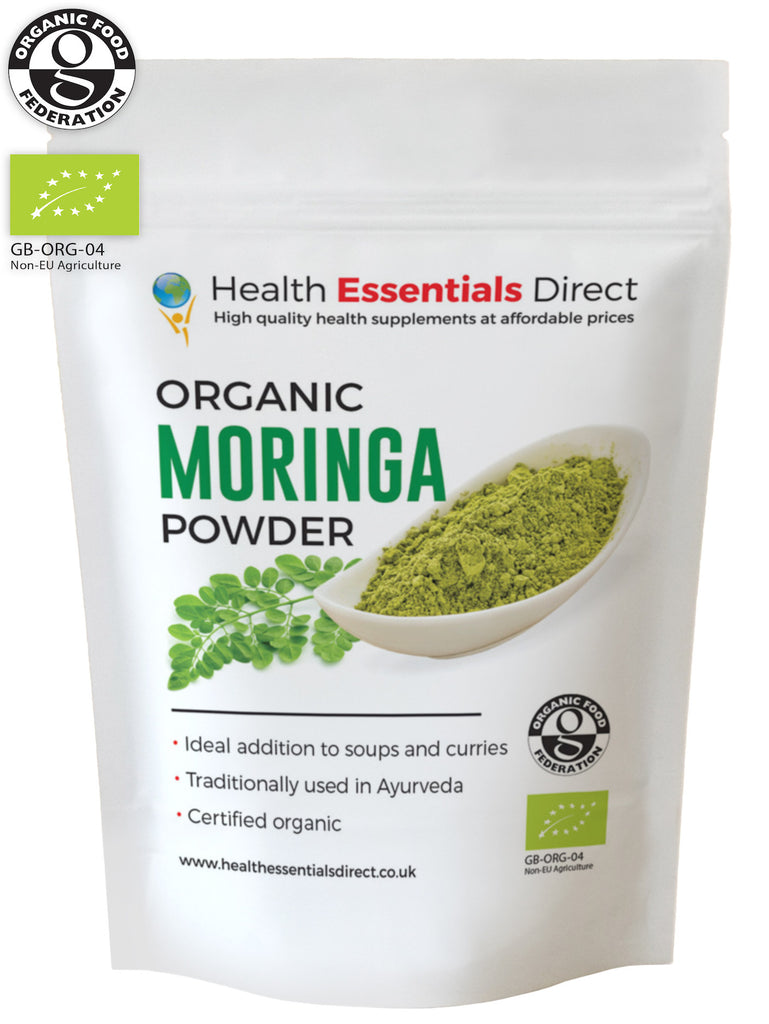 ORGANIC FOOD
FEDERATION
GB-ORG-04
Non-EU Agriculture
Health Essentials Direct
High quality health supplements at affordable prices
ORGANIC
MORINGA
POWDER
• Ideal addition to soups and curries
• Traditionally used in Ayurveda
• Certified organic
www.healthessentialsdirect.co.uk
ORGANIC FOOD
FEDERATION
GB-ORG-04
Non-EU Agriculture